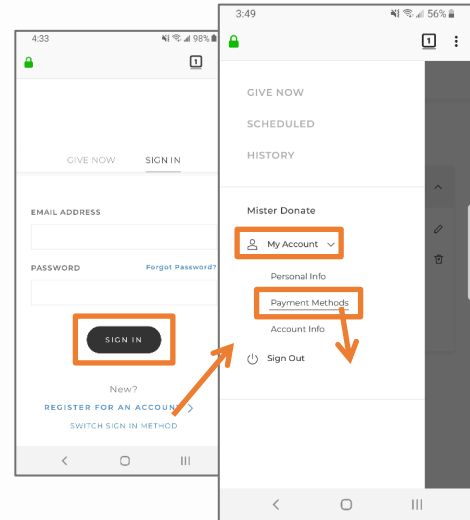 4:33
98%
1
GIVE NOW SIGN IN
EMAIL ADDRESS
PASSWORD Forgot Password?
SIGN IN
New?
REGISTER FOR AN ACCOUNT
SWITCH SIGN IN METHOD
3:49
56%
1
GIVE NOW
SCHEDULED
HISTORY
Mister Donate
My Account
Personal Info
Payment Methods
Account Info
Sign Out